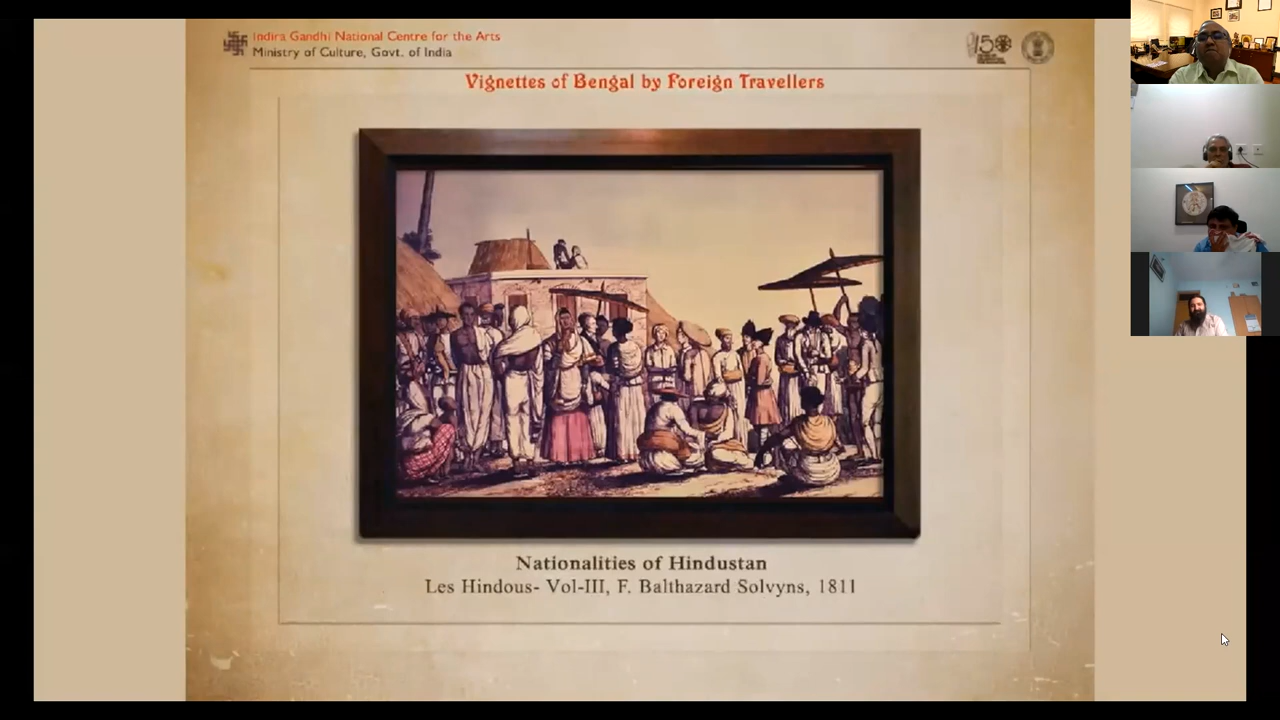 Indira Gandhi National Centre for the Arts
Ministry of Culture, Govt. of India
150
Vignettes of Bengal by Foreign Travellers
Nationalities of Hindustan
Les Hindous- Vol-III, F. Balthazard Solvyns, 1811